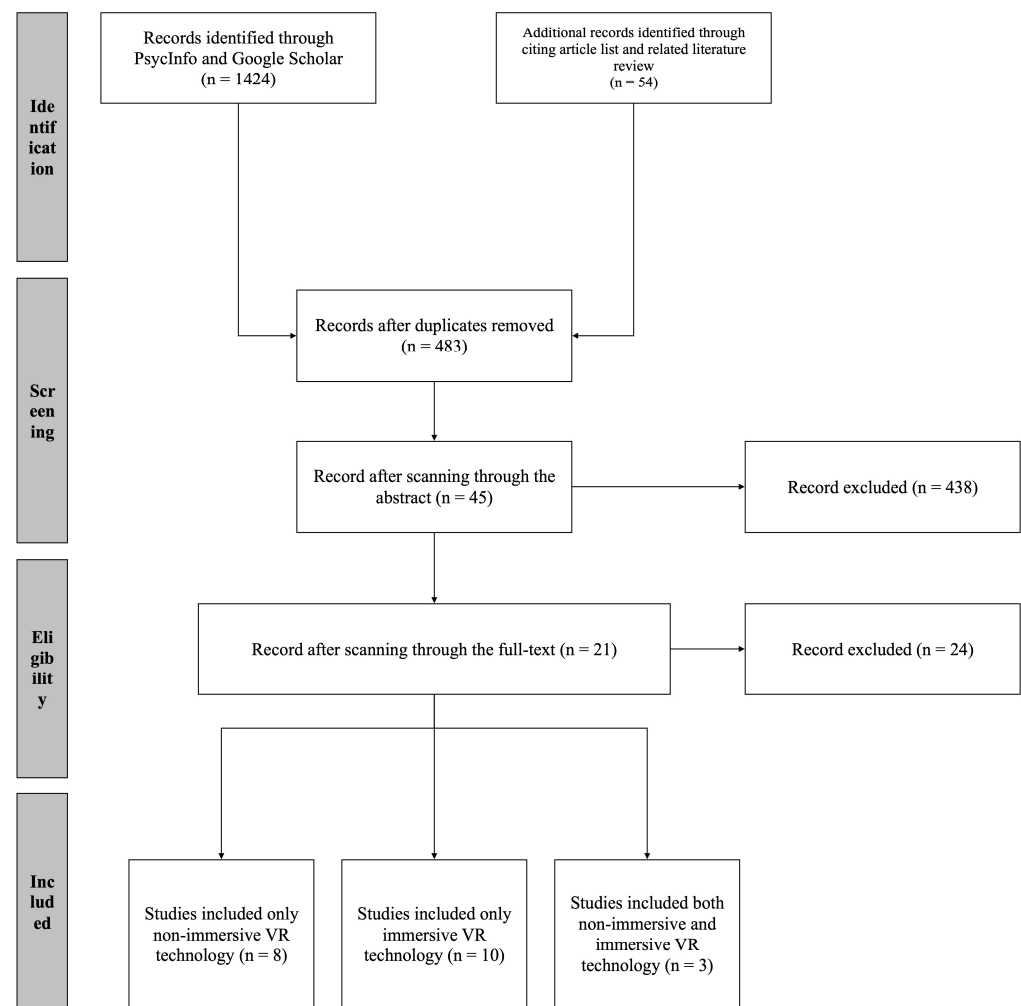 Ide
ntif
icat
ion
Records identified through
PsycInfo and Google Scholar
(n = 1424)
Additional records identified through
citing article list and related literature
review
(n = 54)
Scr
een
ing
Records after duplicates removed
(n = 483)
Record after scanning through the
abstract (n = 45)
Record excluded (n = 438)
Eli
gib
ilit
y
Record after scanning through the full-text (n = 21)
Record excluded (n = 24)
Inc
lud
ed
Studies included only
non-immersive VR
technology (n = 8)
Studies included only
immersive VR
technology (n = 10)
Studies included both
non-immersive and
immersive VR
technology (n = 3)